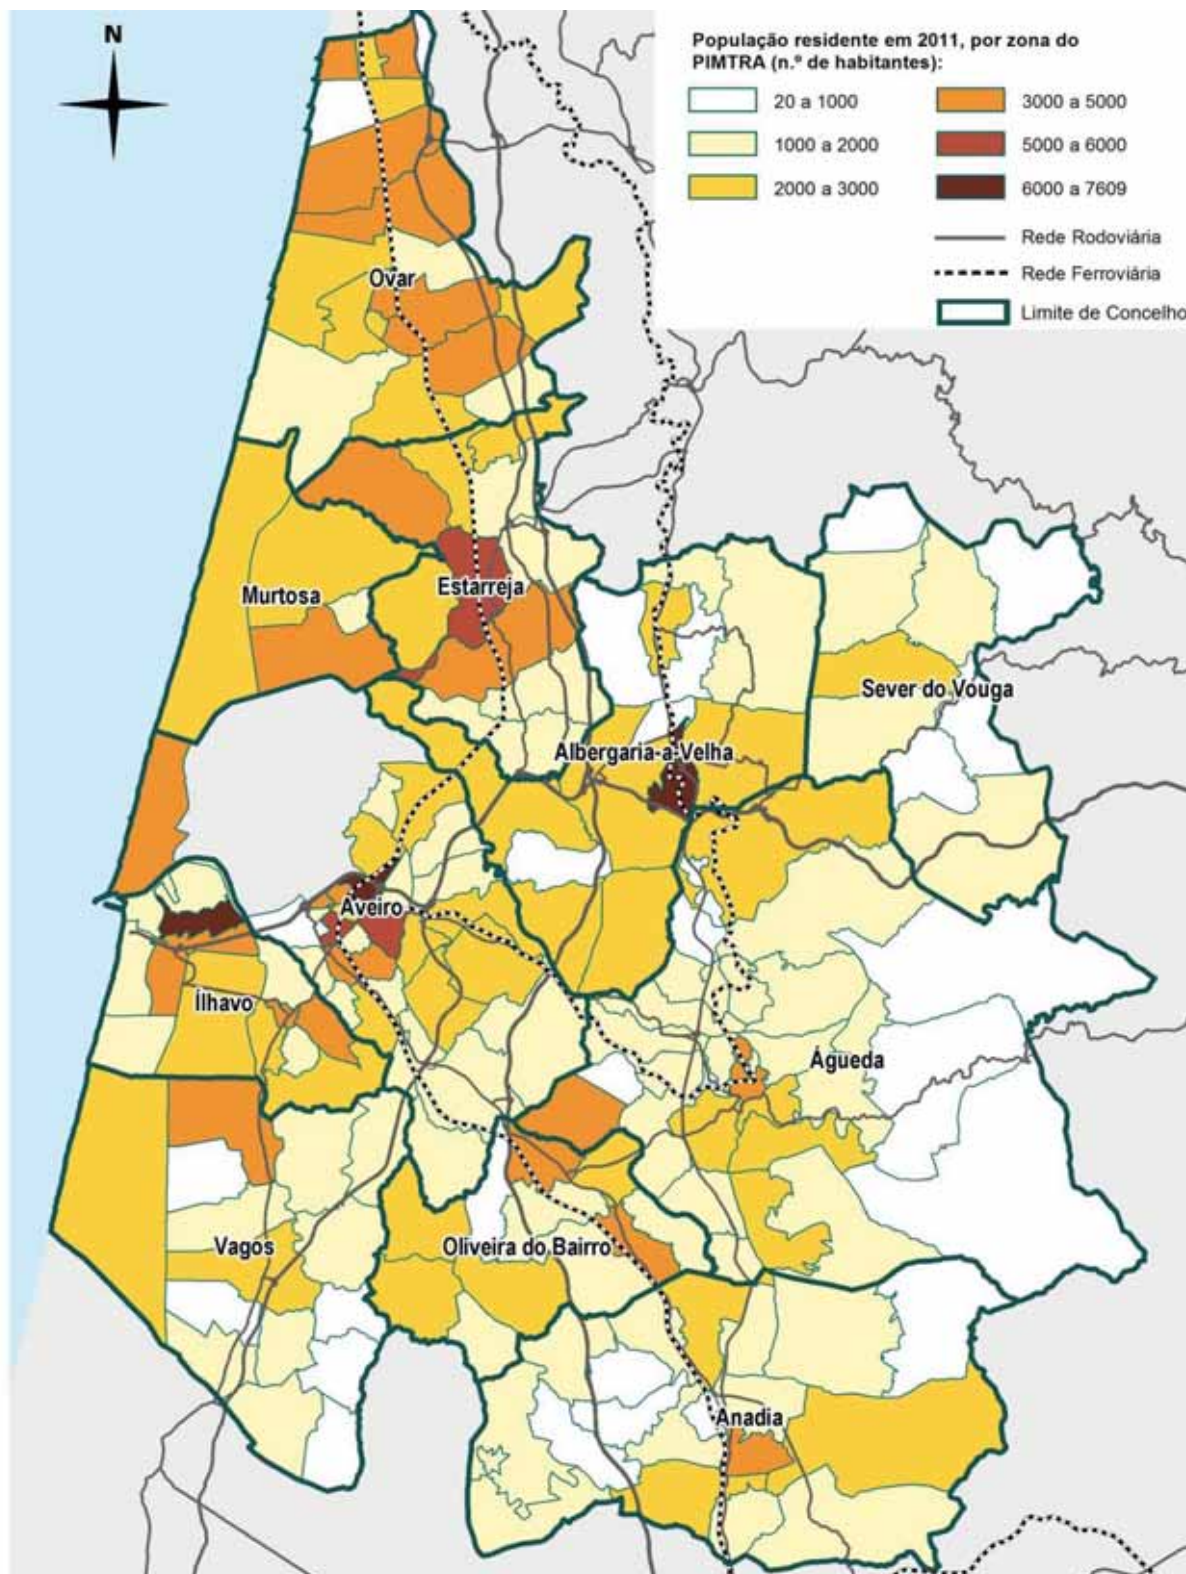 N
População residente em 2011, por zona do
PIMTRA (n.º de habitantes):
20 a 1000
1000 a 2000
2000 a 3000
3000 a 5000
5000 a 6000
6000 a 7609
Rede Rodoviária
Rede Ferroviária
Limite de Concelho
Ovar
Murtosa
Estarreja
Sever do Vouga
Albergaria-a-Velha
Aveiro
Ílhavo
Águeda
Vagos
Oliveira do Bairro
Anadia